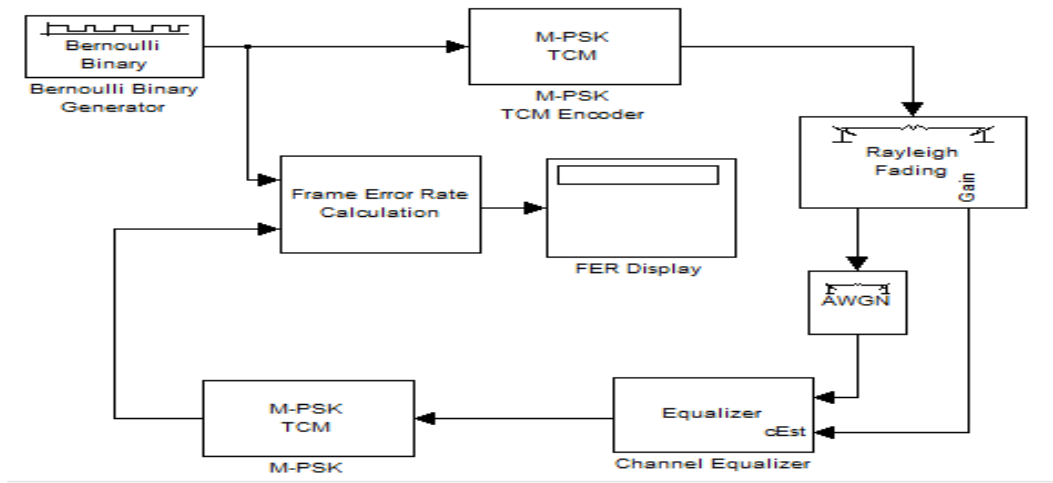 Bernoulli
Binary
Bernoulli Binary
Generator
M-PSK
TCM
M-PSK
TCM Encoder
Rayleigh
Fading
Gain
Frame Error Rate
Calculation
FER Display
AWGN
M-PSK
TCM
M-PSK
Equalizer
cEst
Channel Equalizer